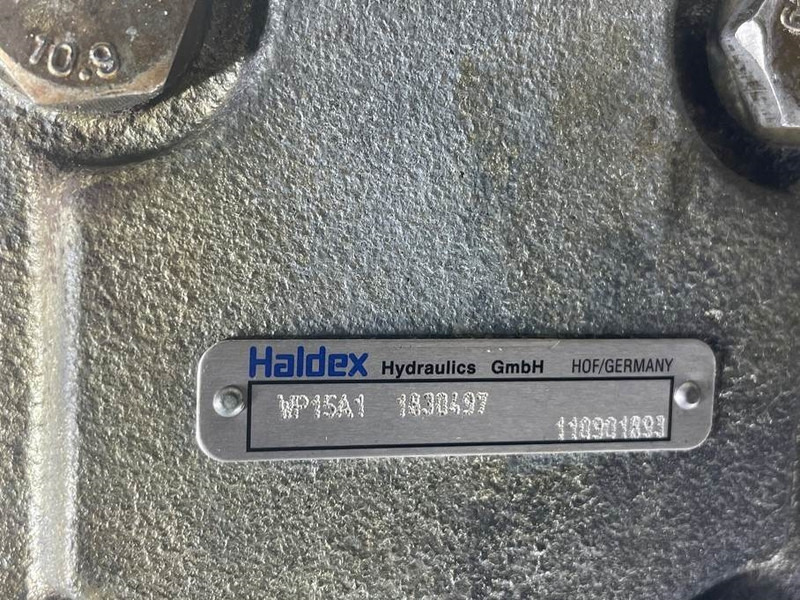 10.9
Haldex Hydraulics GmbH HOF/GERMANY
WP15A1 1830497
110901893